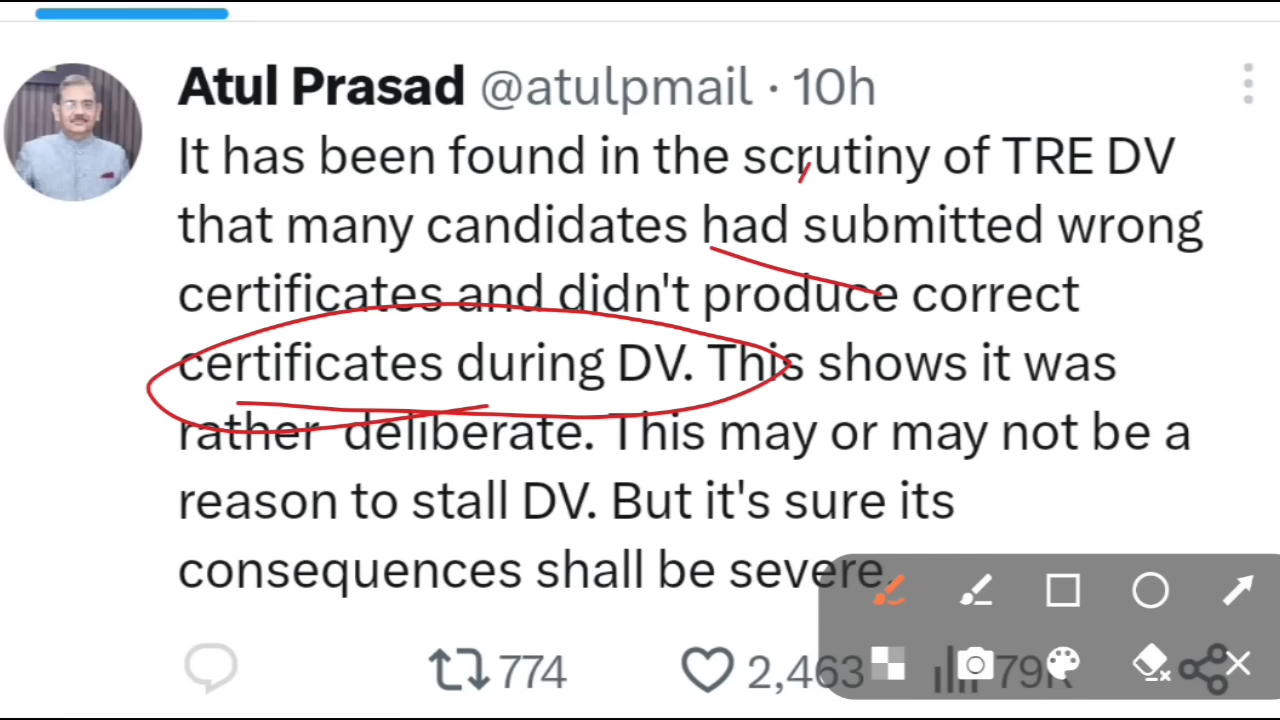 Atul Prasad @atulpmail · 10h
It has been found in the scrutiny of TRE DV
that many candidates had submitted wrong
certificates and didn't produce correct
certificates during DV. This shows it was
rather deliberate. This may or may not be a
reason to stall DV. But it's sure its
consequences shall be severe.
774 2,463 79K